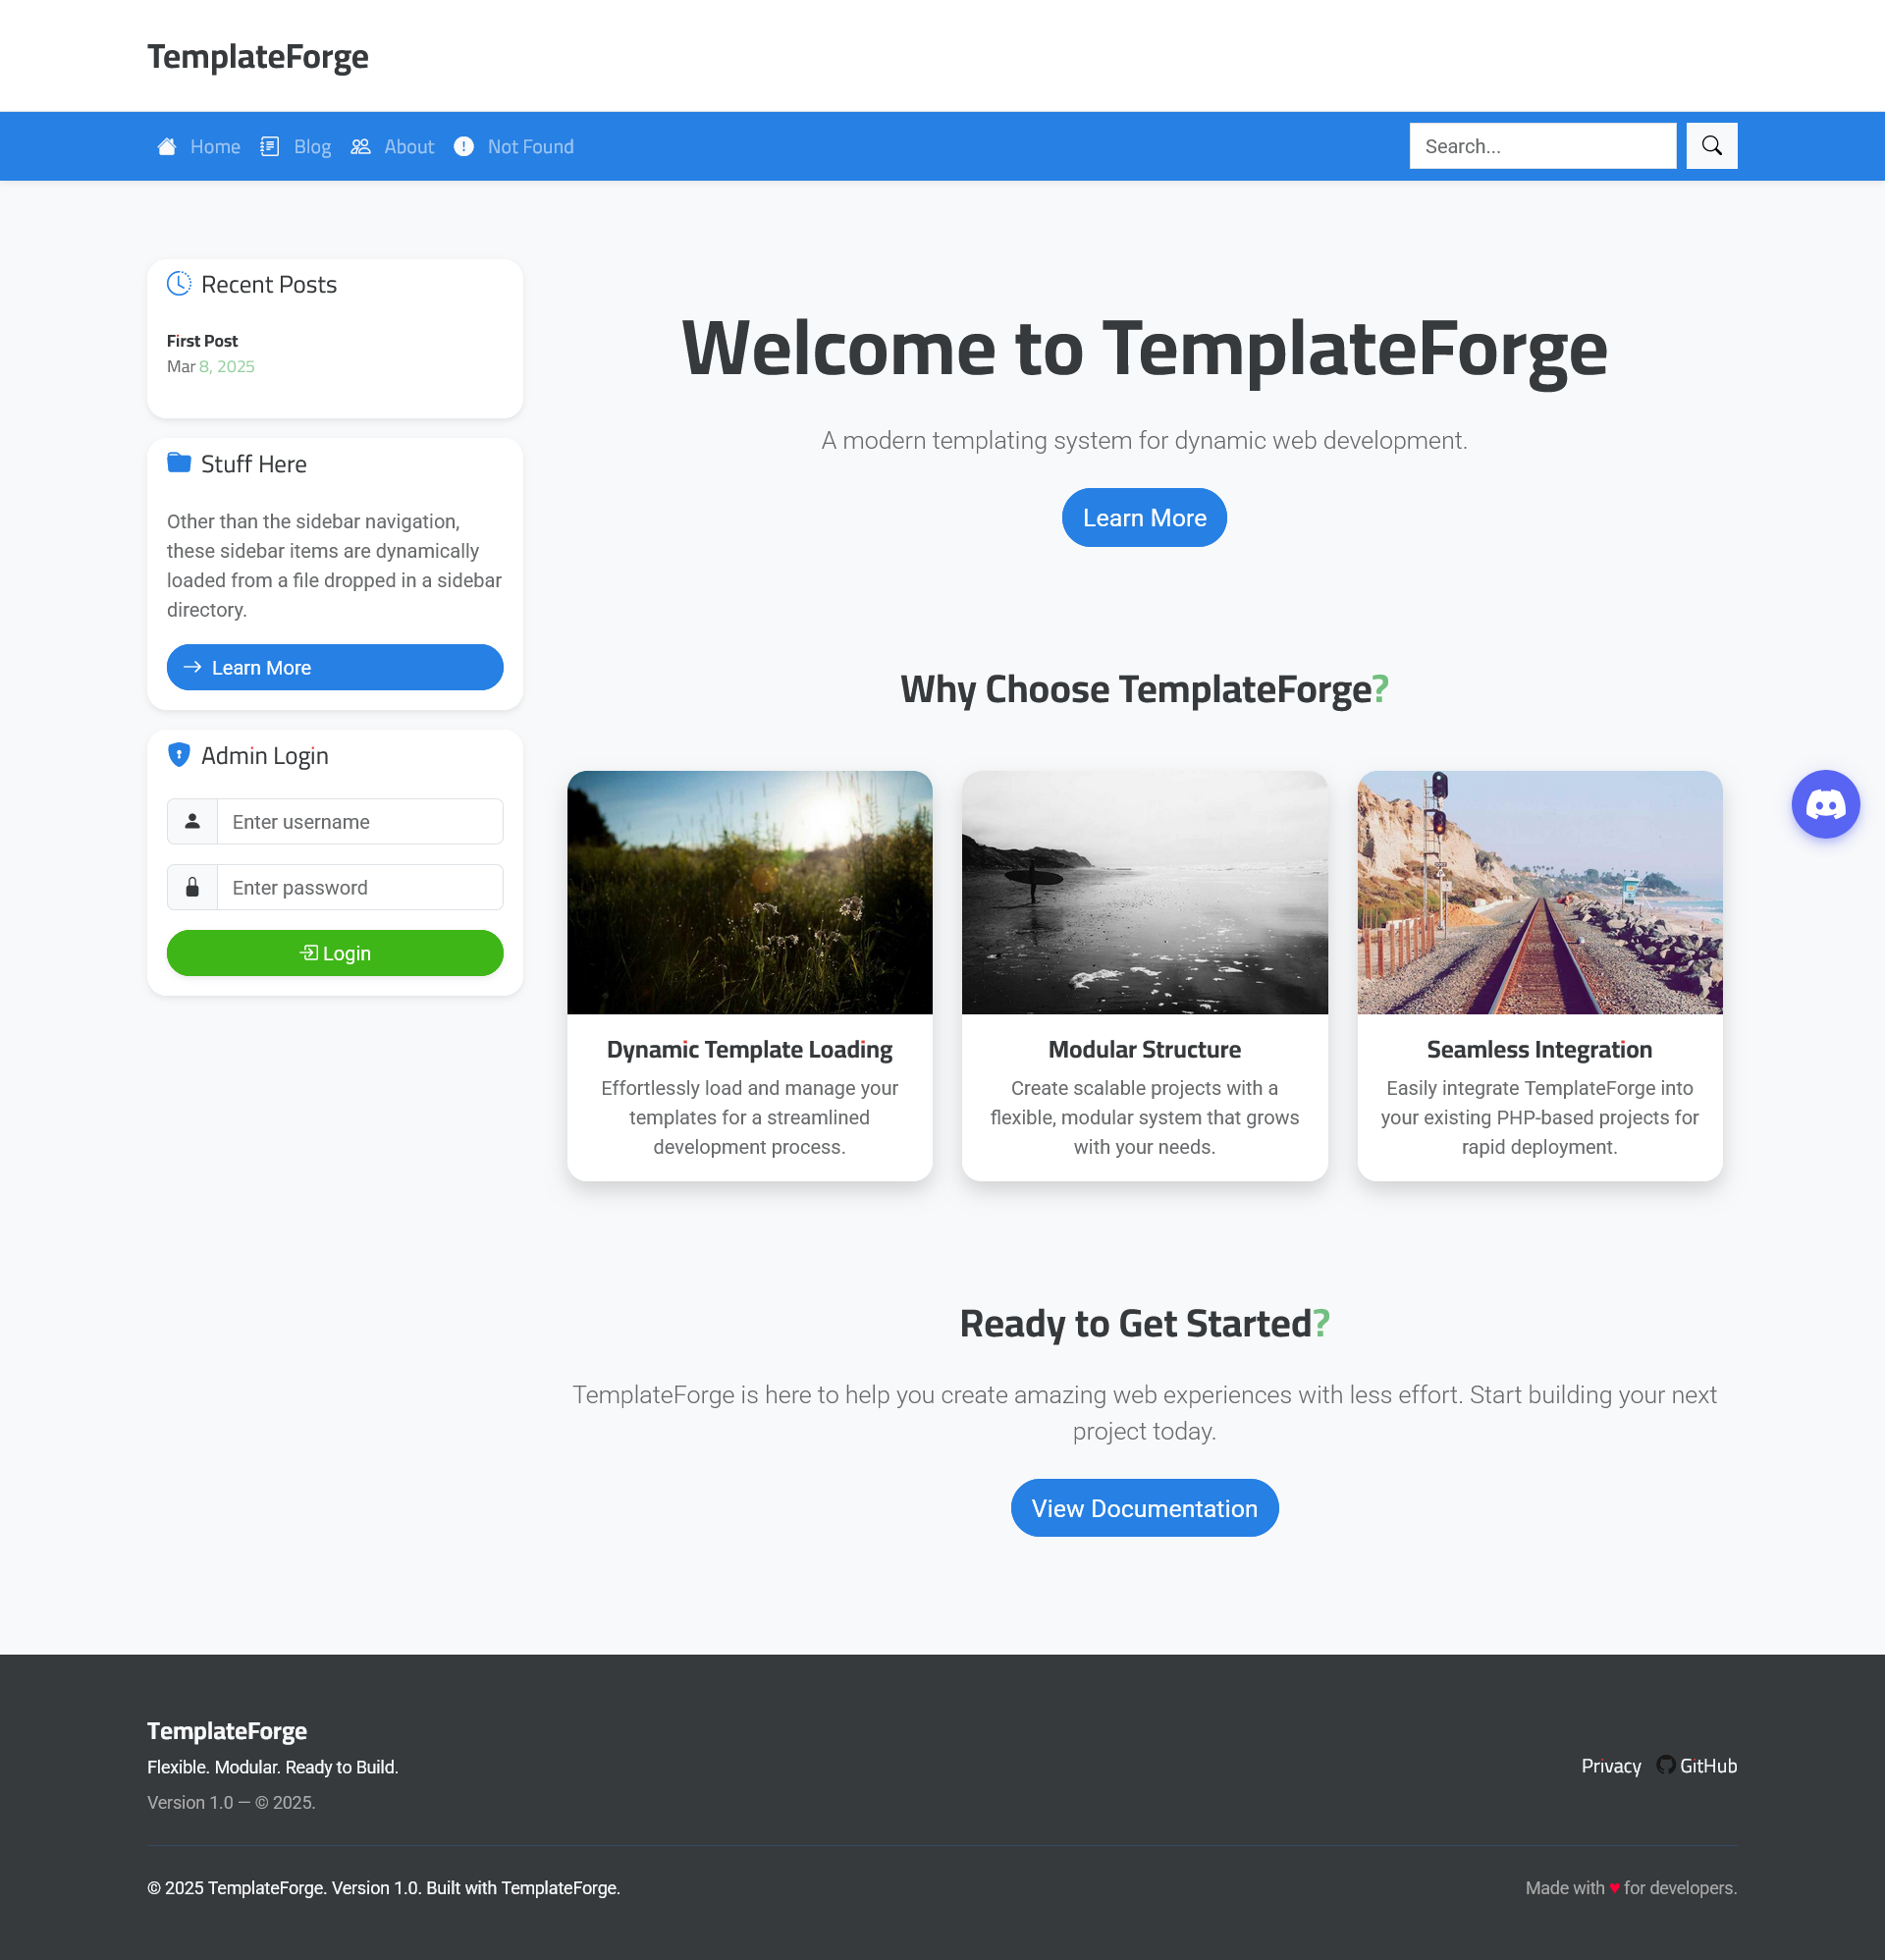 TemplateForge
Home Blog About Not Found Search...
Recent Posts
First Post
Mar 8, 2025
Stuff Here
Other than the sidebar navigation,
these sidebar items are dynamically
loaded from a file dropped in a sidebar
directory.
Learn More
Admin Login
Enter username
Enter password
Login
Welcome to TemplateForge
A modern templating system for dynamic web development.
Learn More
Why Choose TemplateForge?
Dynamic Template Loading
Effortlessly load and manage your
templates for a streamlined
development process.
Modular Structure
Create scalable projects with a
flexible, modular system that grows
with your needs.
Seamless Integration
Easily integrate TemplateForge into
your existing PHP-based projects for
rapid deployment.
Ready to Get Started?
TemplateForge is here to help you create amazing web experiences with less effort. Start building your next
project today.
View Documentation
TemplateForge
Flexible. Modular. Ready to Build.
Version 1.0 — © 2025.
Privacy GitHub
© 2025 TemplateForge. Version 1.0. Built with TemplateForge.
Made with ♥ for developers.